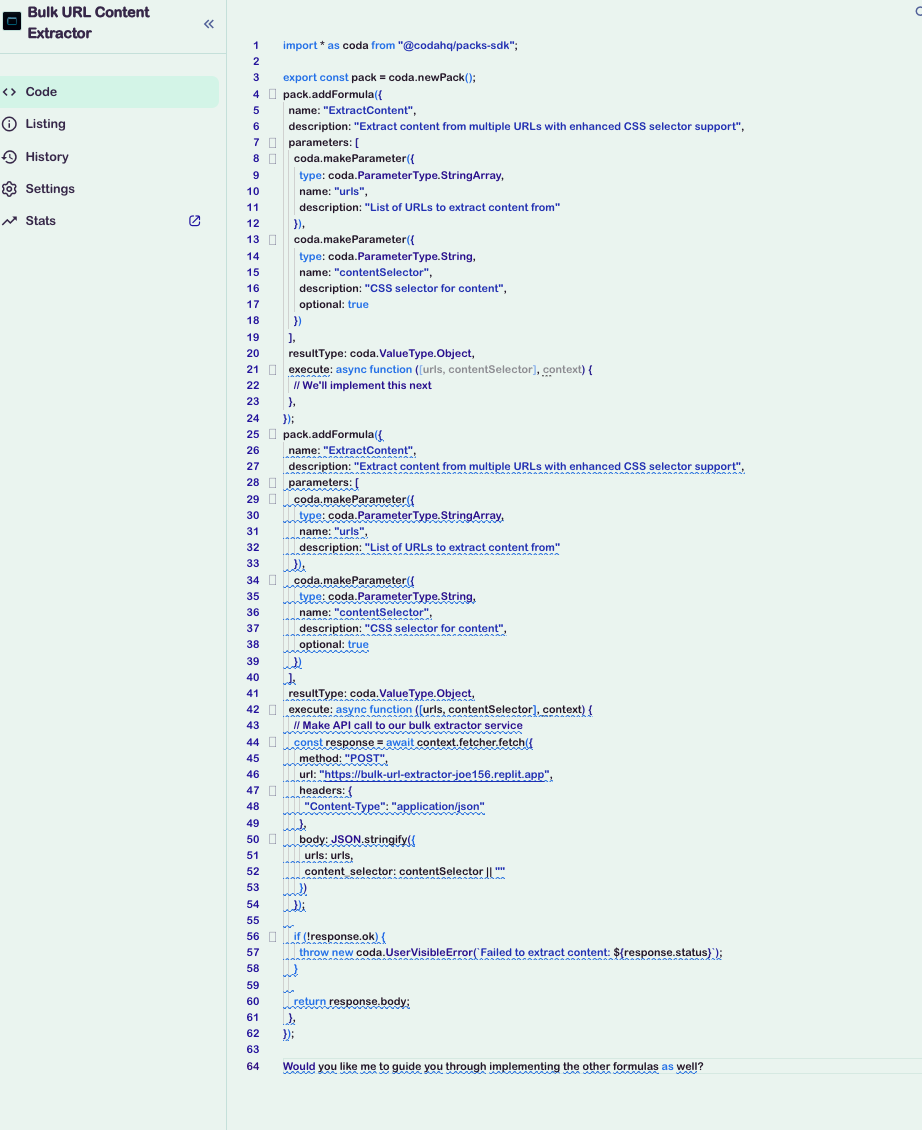 Bulk URL Content
Extractor
«
Code
Listing
History
Settings
Stats
1 import * as coda from "@codahq/packs-sdk";
2
3 export const pack = coda.newPack();
4 pack.addFormula({
5 name: "ExtractContent",
6 description: "Extract content from multiple URLs with enhanced CSS selector support",
7 parameters: [
8 coda.makeParameter({
9 type: coda.ParameterType.StringArray,
10 name: "urls",
11 description: "List of URLs to extract content from"
12 }),
13 coda.makeParameter({
14 type: coda.ParameterType.String,
15 name: "contentSelector",
16 description: "CSS selector for content",
17 optional: true
18 })
19 ],
20 resultType: coda.ValueType.Object,
21 execute: async function ([urls, contentSelector], context) {
22 // We'll implement this next
23 },
24 });
25 pack.addFormula({
26 name: "ExtractContent",
27 description: "Extract content from multiple URLs with enhanced CSS selector support",
28 parameters: [
29 coda.makeParameter({
30 type: coda.ParameterType.StringArray,
31 name: "urls",
32 description: "List of URLs to extract content from"
33 }),
34 coda.makeParameter({
35 type: coda.ParameterType.String,
36 name: "contentSelector",
37 description: "CSS selector for content",
38 optional: true
39 })
40 ],
41 resultType: coda.ValueType.Object,
42 execute: async function ([urls, contentSelector], context) {
43 // Make API call to our bulk extractor service
44 const response = await context.fetcher.fetch({
45 method: "POST",
46 url: "https://bulk-url-extractor-joe156.replit.app",
47 headers: {
48 "Content-Type": "application/json"
49 },
50 body: JSON.stringify({
51 urls: urls,
52 content_selector: contentSelector || ""
53 })
54 });
55
56 if (!response.ok) {
57 throw new coda.UserVisibleError(`Failed to extract content: ${response.status}`);
58 }
59
60 return response.body;
61 },
62 });
63
64 Would you like me to guide you through implementing the other formulas as well?